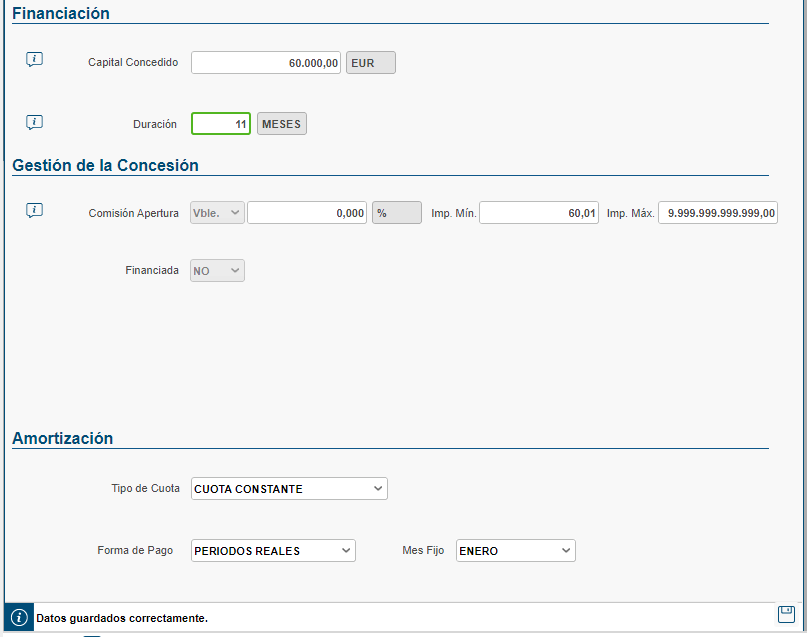 Financiación
Capital Concedido 60.000,00 EUR
Duración 11 MESES
Gestión de la Concesión
Comisión Apertura Vble. 0,000 % Imp. Mín. 60,01 Imp. Máx. 9.999.999.999.999,00
Financiada NO
Amortización
Tipo de Cuota CUOTA CONSTANTE
Forma de Pago PERIODOS REALES Mes Fijo ENERO
Datos guardados correctamente.